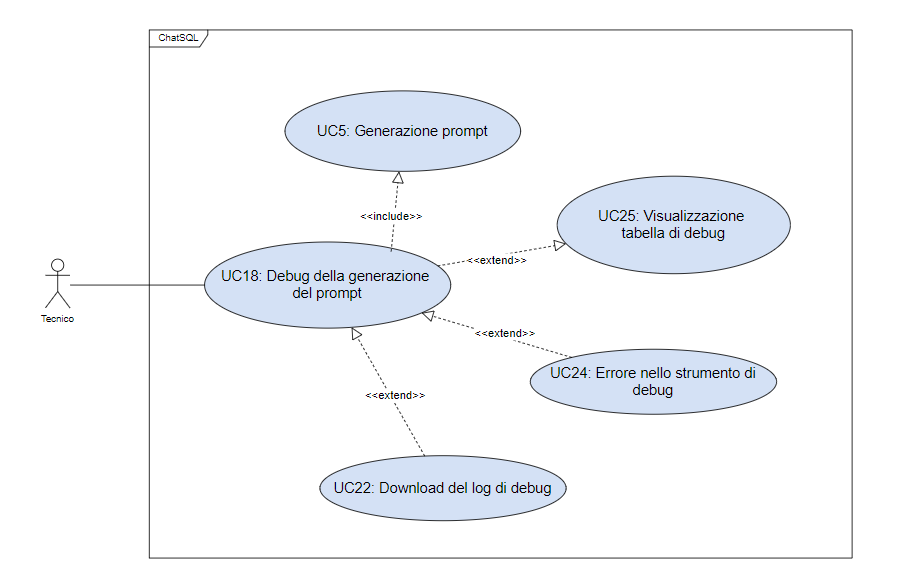 ChatSQL
UC5: Generazione prompt
<<include>>
UC25: Visualizzazione
tabella di debug
<<extend>>
UC18: Debug della generazione
del prompt
Tecnico
<<extend>>
UC24: Errore nello strumento di
debug
<<extend>>
UC22: Download del log di debug